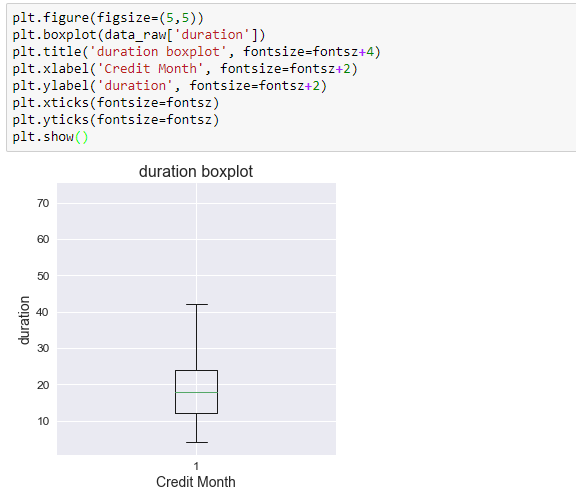 plt.figure(figsize=(5,5))
plt.boxplot(data_raw['duration'])
plt.title('duration boxplot', fontsize=fontsz+4)
plt.xlabel('Credit Month', fontsize=fontsz+2)
plt.ylabel('duration', fontsize=fontsz+2)
plt.xticks(fontsize=fontsz)
plt.yticks(fontsize=fontsz)
plt.show()
duration boxplot
70
60
50
40
30
20
10
duration
1
Credit Month